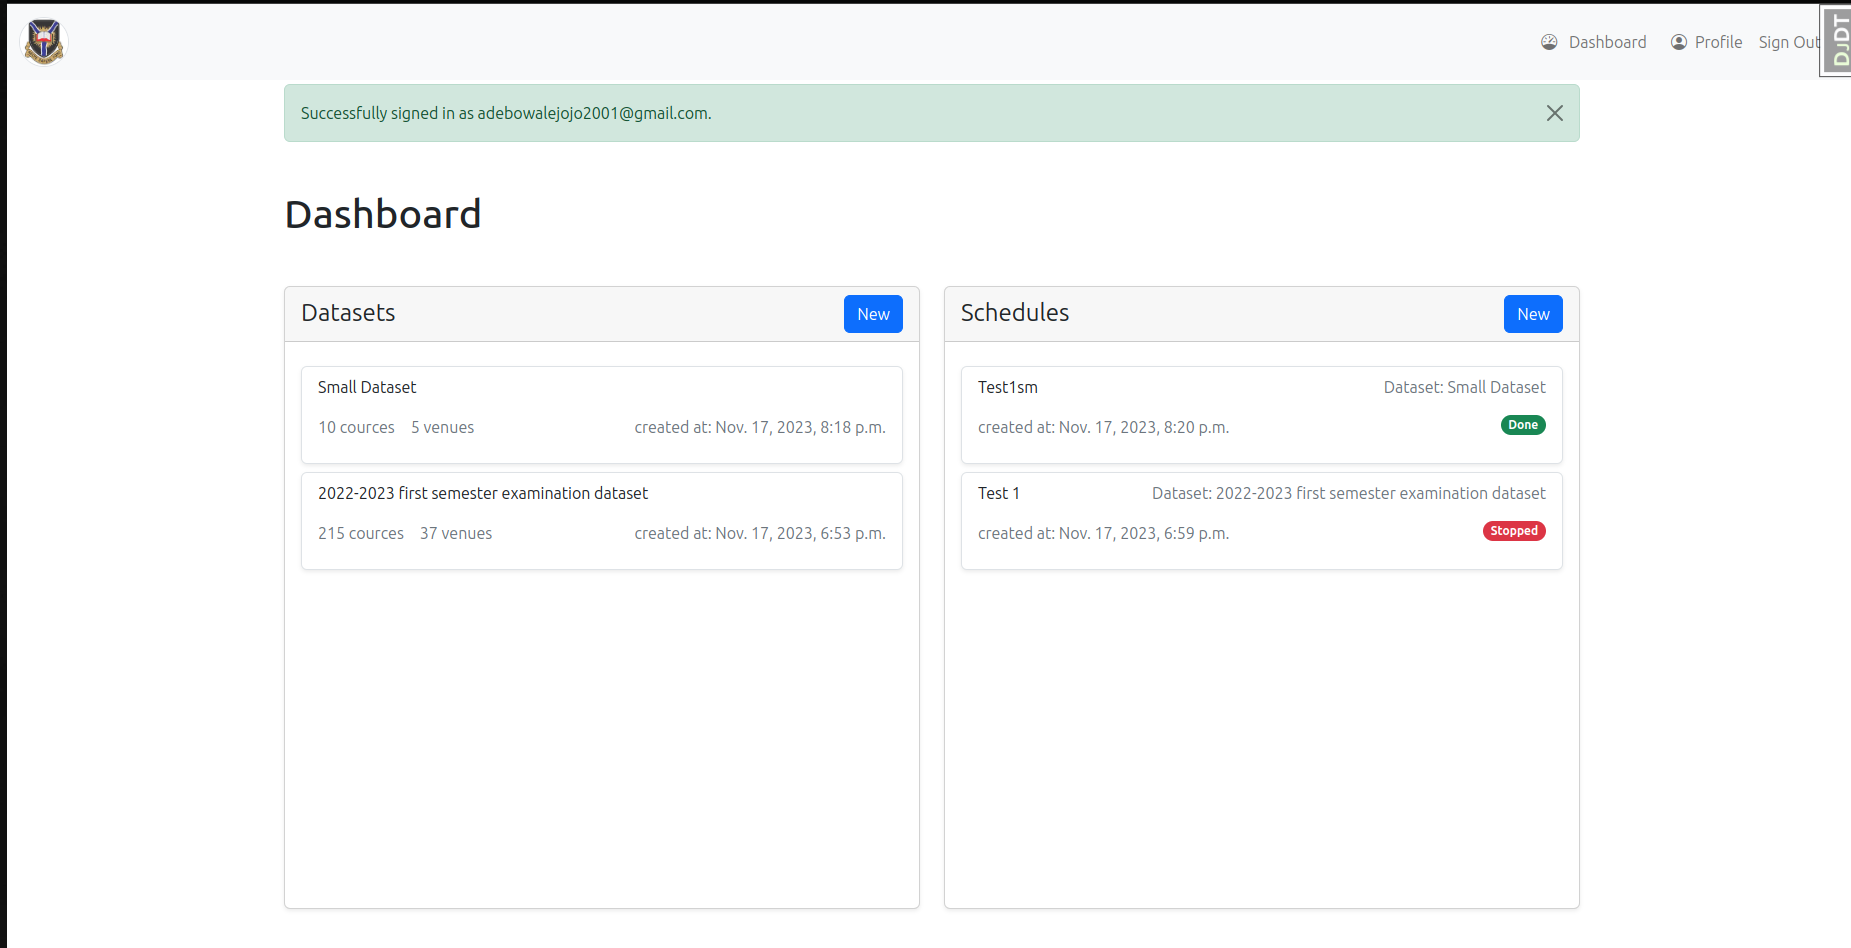 Dashboard Profile Sign Out
DJDT
Successfully signed in as adebowalejojo2001@gmail.com.
Dashboard
Datasets New
Small Dataset
10 cources 5 venues created at: Nov. 17, 2023, 8:18 p.m.
2022-2023 first semester examination dataset
215 cources 37 venues created at: Nov. 17, 2023, 6:53 p.m.
Schedules New
Test1sm Dataset: Small Dataset
created at: Nov. 17, 2023, 8:20 p.m. Done
Test 1 Dataset: 2022-2023 first semester examination dataset
created at: Nov. 17, 2023, 6:59 p.m. Stopped